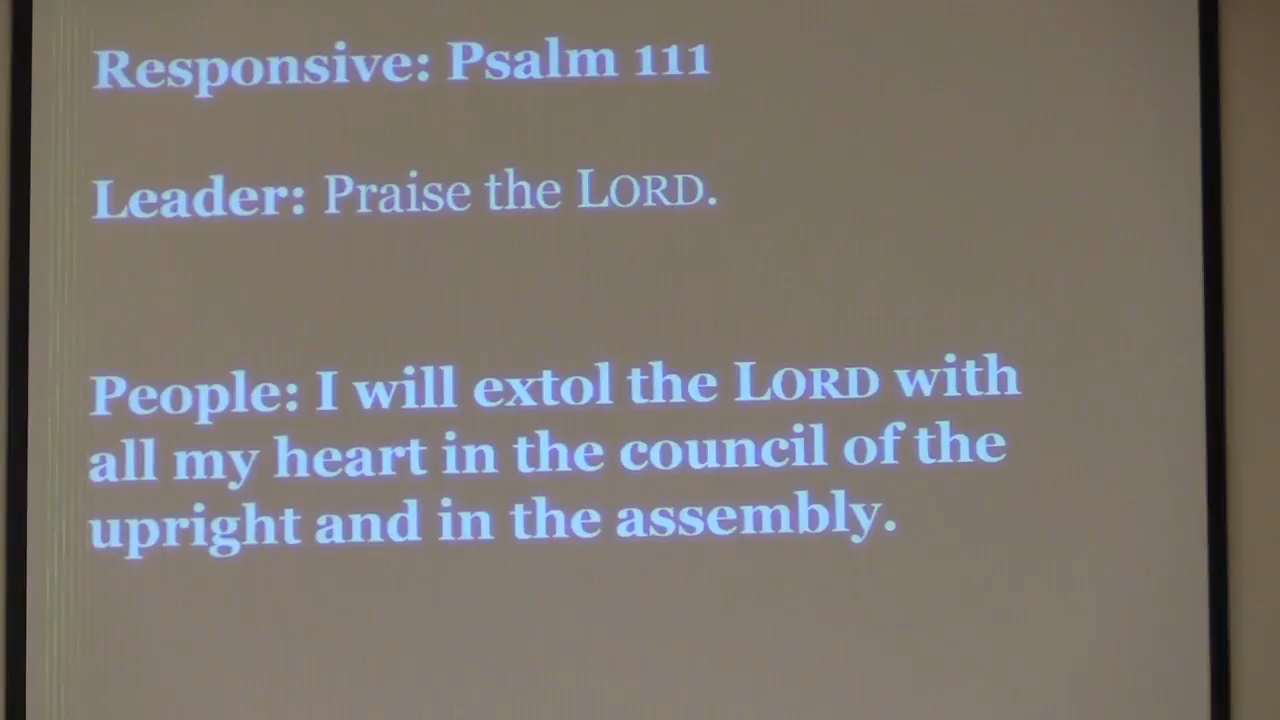 Responsive: Psalm 111
Leader: Praise the LORD.
People: I will extol the LORD with
all my heart in the council of the
upright and in the assembly.